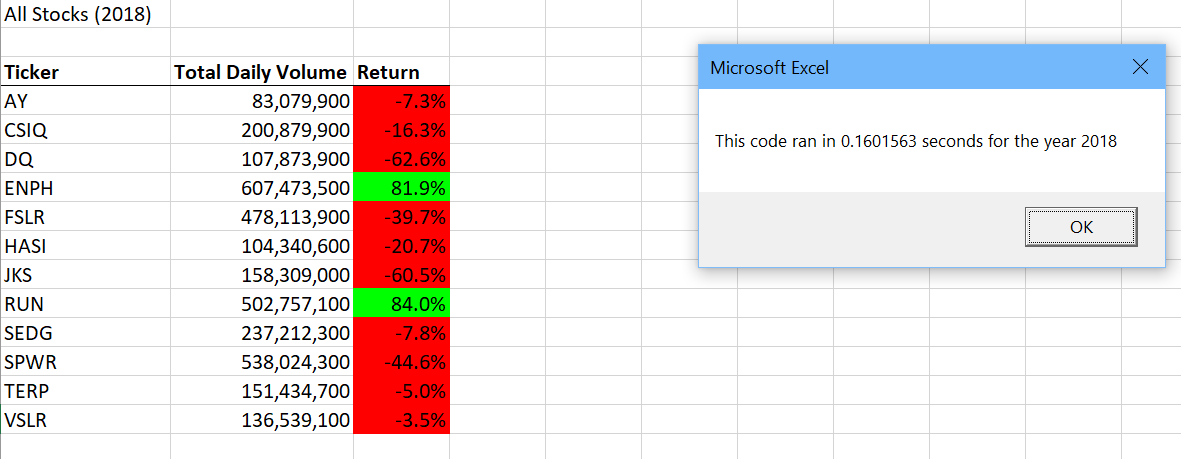 All Stocks (2018)
Ticker Total Daily Volume Return
AY 83,079,900 -7.3%
CSIQ 200,879,900 -16.3%
DQ 107,873,900 -62.6%
ENPH 607,473,500 81.9%
FSLR 478,113,900 -39.7%
HASI 104,340,600 -20.7%
JKS 158,309,000 -60.5%
RUN 502,757,100 84.0%
SEDG 237,212,300 -7.8%
SPWR 538,024,300 -44.6%
TERP 151,434,700 -5.0%
VSLR 136,539,100 -3.5%
Microsoft Excel
This code ran in 0.1601563 seconds for the year 2018
OK